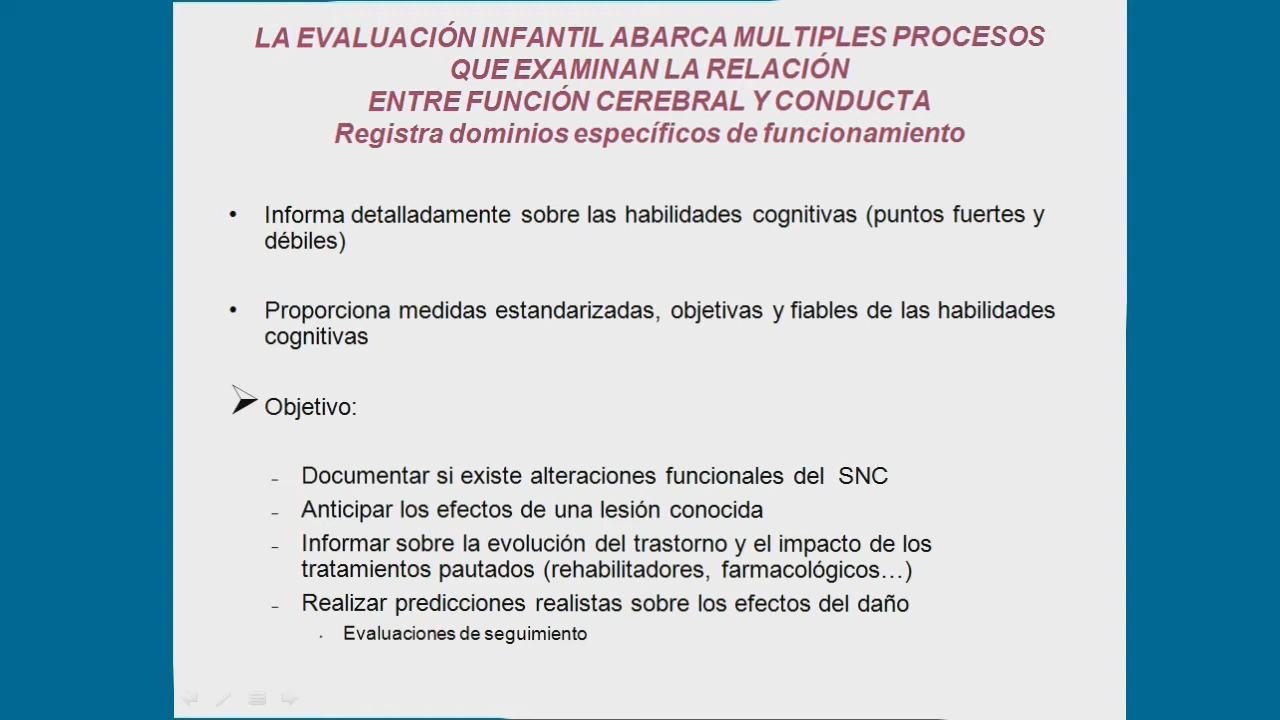 LA EVALUACIÓN INFANTIL ABARCA MULTIPLES PROCESOS
QUE EXAMINAN LA RELACIÓN
ENTRE FUNCIÓN CEREBRAL Y CONDUCTA
Registra dominios específicos de funcionamiento
• Informa detalladamente sobre las habilidades cognitivas (puntos fuertes y
débiles)
• Proporciona medidas estandarizadas, objetivas y fiables de las habilidades
cognitivas
➢ Objetivo:
– Documentar si existe alteraciones funcionales del SNC
– Anticipar los efectos de una lesión conocida
– Informar sobre la evolución del trastorno y el impacto de los
tratamientos pautados (rehabilitadores, farmacológicos…)
– Realizar predicciones realistas sobre los efectos del daño
· Evaluaciones de seguimiento